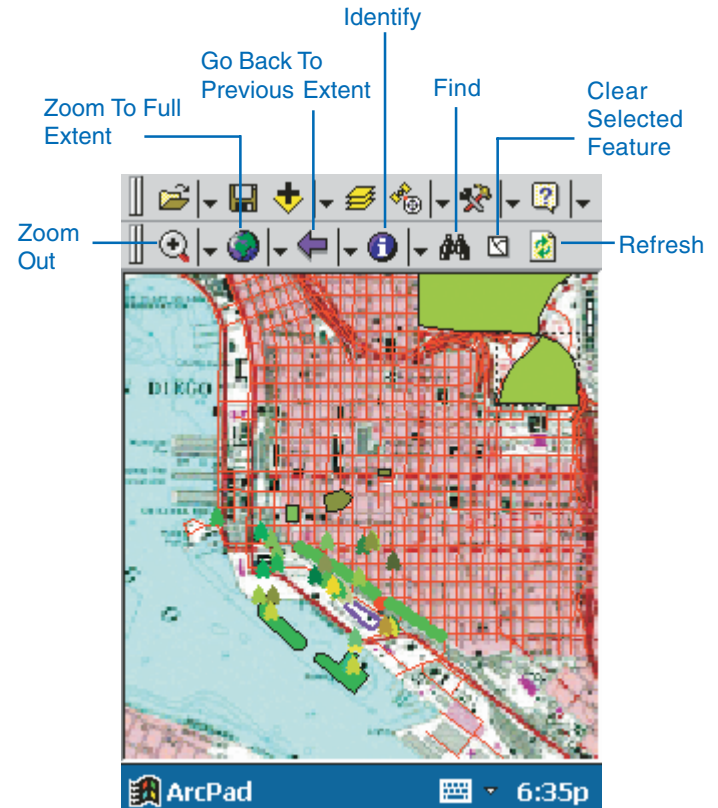 Identify
Go Back To
Previous Extent
Find
Clear
Selected
Feature
Zoom To Full
Extent
Zoom
Out
Refresh
ArcPad
6:35p